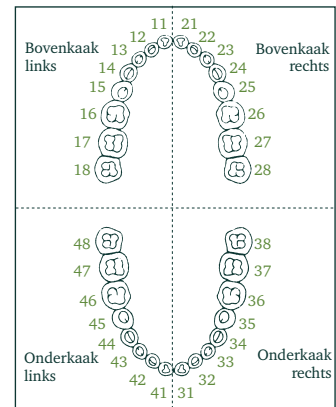 11 21
12 22
13 23
14 24
15 25
16 26
17 27
18 28
Bovenkaak
links
Bovenkaak
rechts
48 38
47 37
46 36
45 35
44 34
43 33
42 32
41 31
Onderkaak
links
Onderkaak
rechts